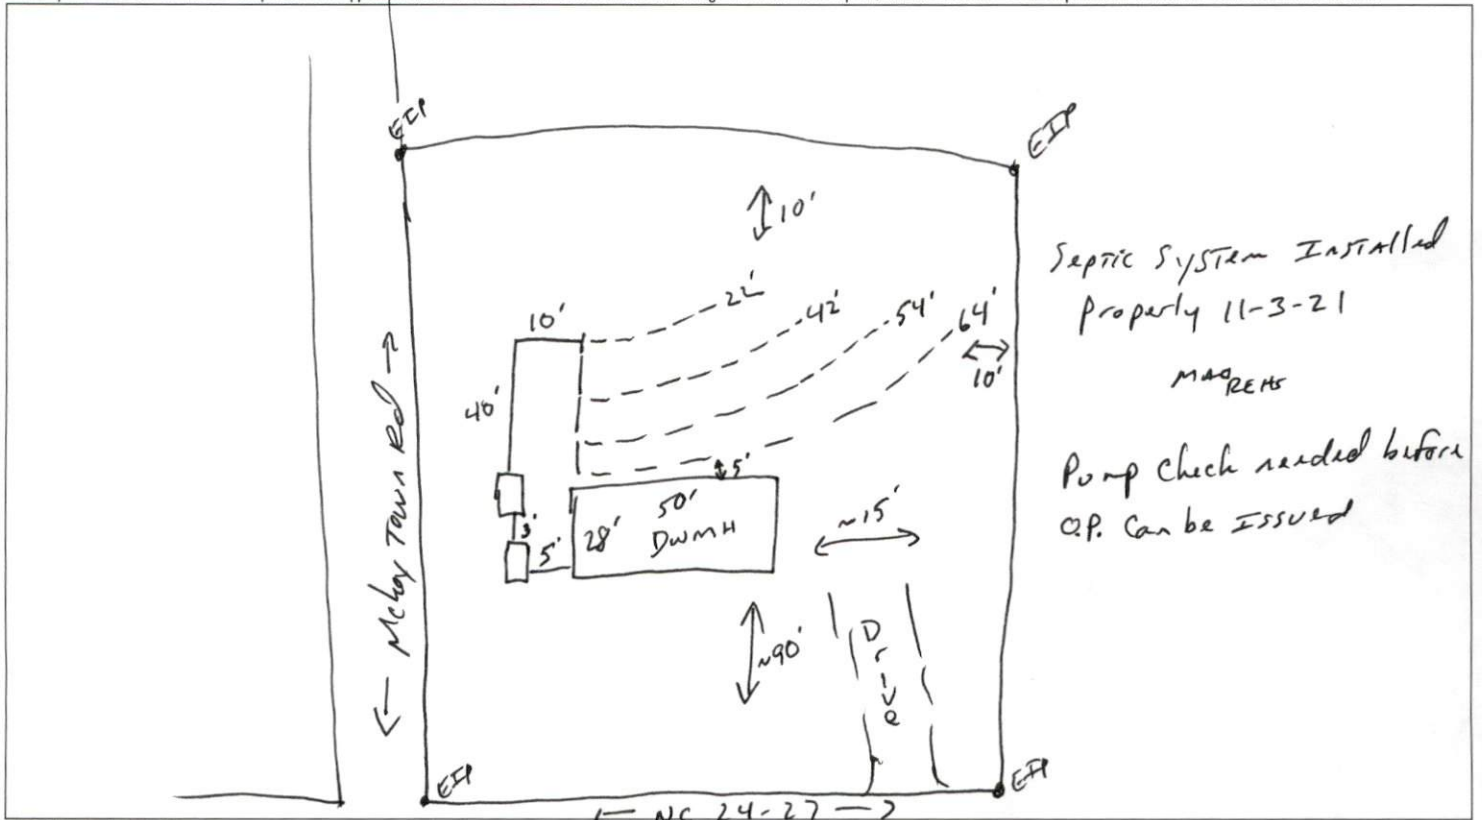 EIP
EIP
10'
Septic System Installed
Properly 11-3-21
REHS
Pump Check needed before
O.P. Can be Issued
22'
42'
54'
64'
10'
10'
40'
5'
50'
28'
DWMH
3'
5'
~15'
~90'
Drive
← McCoy Town Rd →
EIP
EIP
← NC 24-27 →